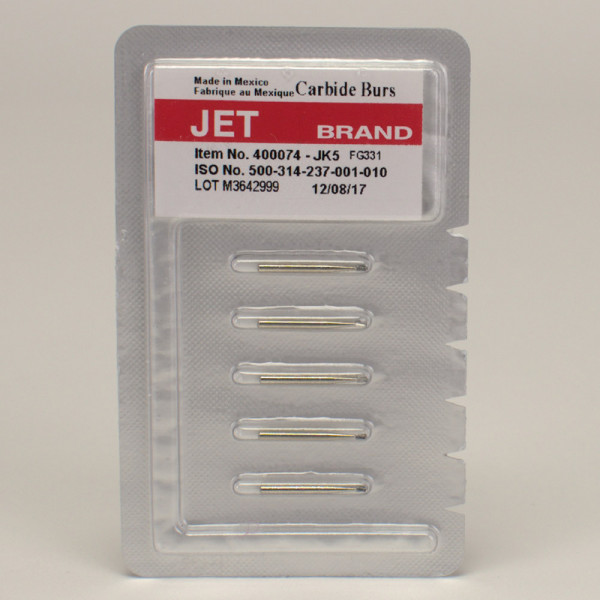 Made in Mexico
Fabrique au Mexique Carbide Burs
JET BRAND
Item No. 400074 - JK5 FG331
ISO No. 500-314-237-001-010
LOT M3642999 12/08/17